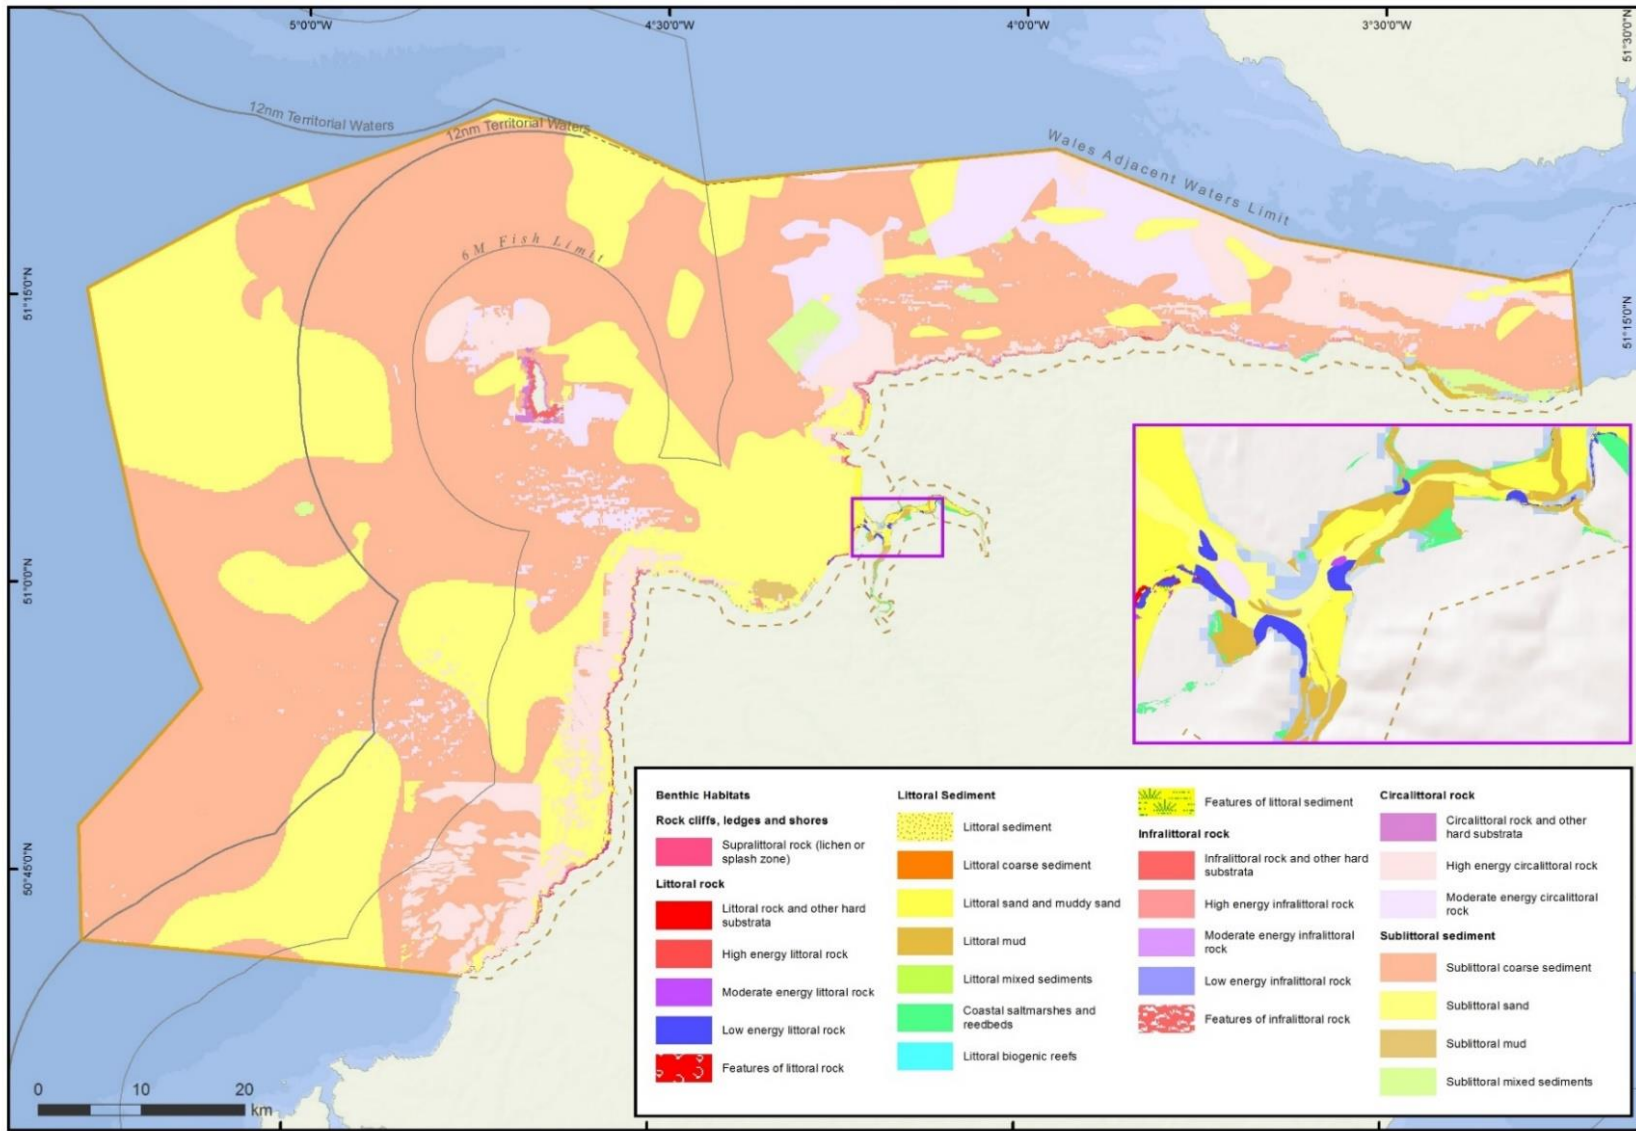 5°0'0"W
4°30'0"W
4°0'0"W
3°30'0"W
51°30'0"N
12nm Territorial Waters
12nm Territorial Waters
Wales Adjacent Waters Limit
6M Fish Limit
51°15'0"N
51°15'0"N
51°0'0"N
50°45'0"N
Benthic Habitats
Rock cliffs, ledges and shores
Supralittoral rock (lichen or
splash zone)
Littoral rock
Littoral rock and other hard
substrata
High energy littoral rock
Moderate energy littoral rock
Low energy littoral rock
Features of littoral rock
Littoral Sediment
Littoral sediment
Littoral coarse sediment
Littoral sand and muddy sand
Littoral mud
Littoral mixed sediments
Coastal saltmarshes and
reedbeds
Littoral biogenic reefs
Features of littoral sediment
Infralittoral rock
Infralittoral rock and other hard
substrata
High energy infralittoral rock
Moderate energy infralittoral
rock
Low energy infralittoral rock
Features of infralittoral rock
Circalittoral rock
Circalittoral rock and other
hard substrata
High energy circalittoral rock
Moderate energy circalittoral
rock
Sublittoral sediment
Sublittoral coarse sediment
Sublittoral sand
Sublittoral mud
Sublittoral mixed sediments
0 10 20
km